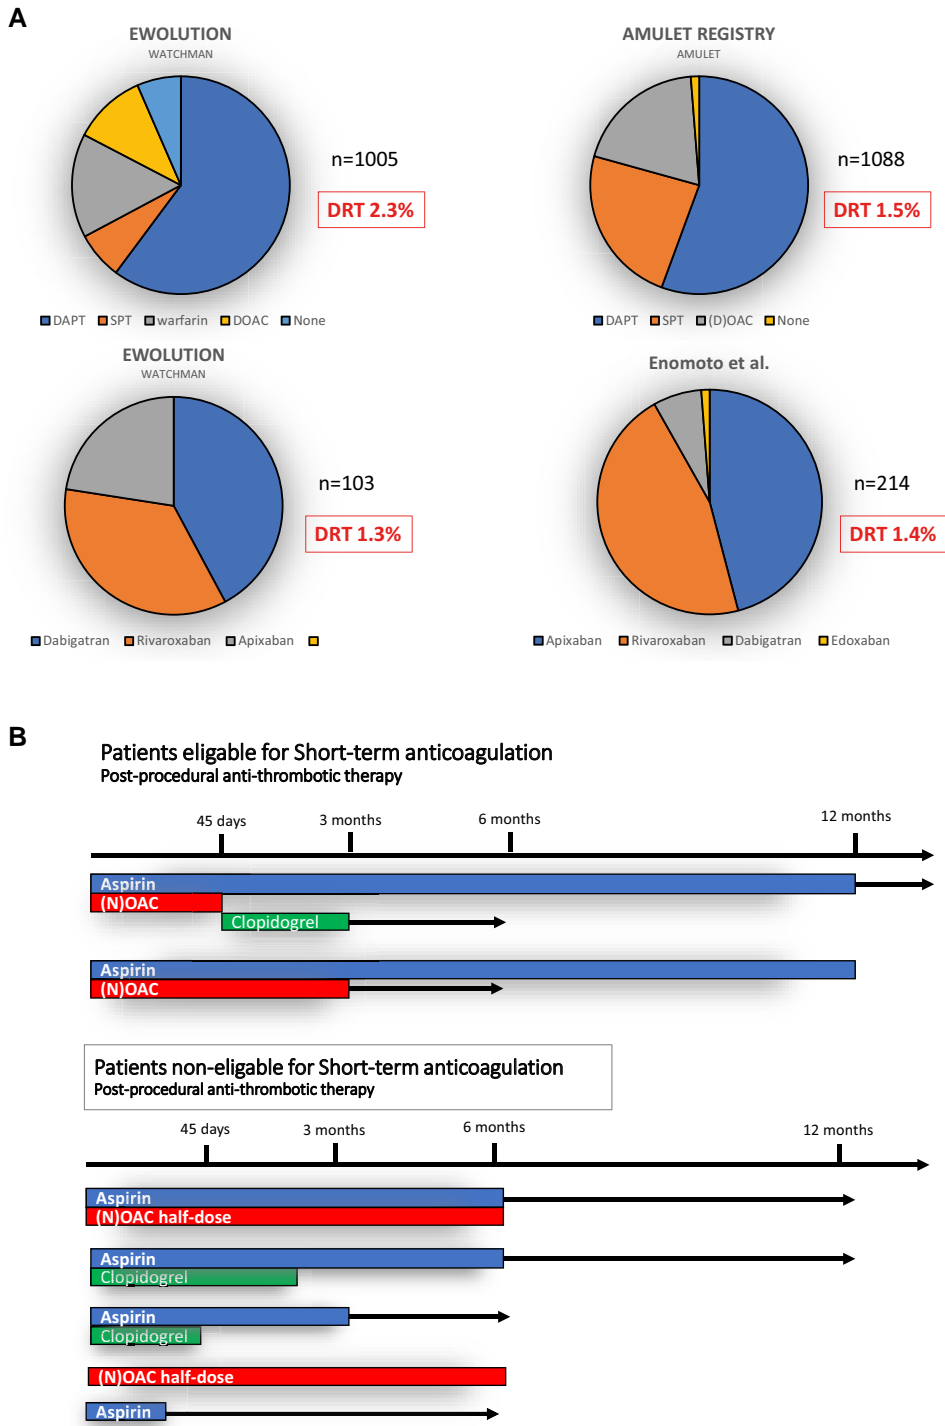 A
EWOLUTION
WATCHMAN
n=1005
DRT 2.3%
DAPT SPT warfarin DOAC None
AMULET REGISTRY
AMULET
n=1088
DRT 1.5%
DAPT SPT (D)OAC None
EWOLUTION
WATCHMAN
n=103
DRT 1.3%
Dabigatran Rivaroxaban Apixaban
Enomoto et al.
n=214
DRT 1.4%
Apixaban Rivaroxaban Dabigatran Edoxaban
B
Patients eligable for Short-term anticoagulation
Post-procedural anti-thrombotic therapy
45 days 3 months 6 months 12 months
Aspirin
(N)OAC
Clopidogrel
Aspirin
(N)OAC
Patients non-eligable for Short-term anticoagulation
Post-procedural anti-thrombotic therapy
45 days 3 months 6 months 12 months
Aspirin
(N)OAC half-dose
Aspirin
Clopidogrel
Aspirin
Clopidogrel
(N)OAC half-dose
Aspirin